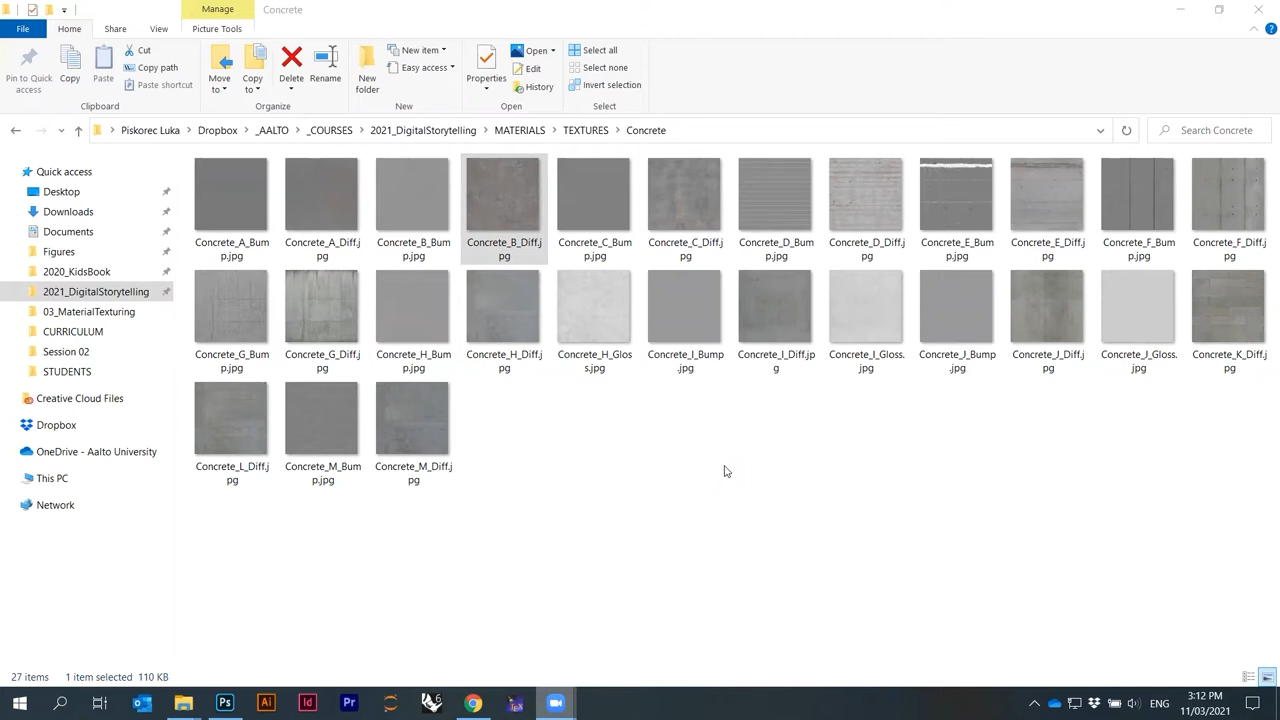 Manage Concrete
File Home Share View Picture Tools
Pin to Quick access
Copy
Paste
Cut
Copy path
Paste shortcut
Clipboard
Move to
Copy to
Delete
Rename
Organize
New folder
New item
Easy access
New
Properties
Open
Edit
History
Open
Select all
Select none
Invert selection
Select
Piskorec Luka > Dropbox > _AALTO > _COURSES > 2021_DigitalStorytelling > MATERIALS > TEXTURES > Concrete
Search Concrete
Quick access
Desktop
Downloads
Documents
Figures
2020_KidsBook
2021_DigitalStorytelling
03_MaterialTexturing
CURRICULUM
Session 02
STUDENTS
Creative Cloud Files
Dropbox
OneDrive - Aalto University
This PC
Network
Concrete_A_Bum Concrete_A_Diff.j Concrete_B_Bum Concrete_B_Diff.j Concrete_C_Bum Concrete_C_Diff.j Concrete_D_Bum Concrete_D_Diff.j Concrete_E_Bum Concrete_E_Diff.j Concrete_F_Bum Concrete_F_Diff.j
p.jpg pg p.jpg pg p.jpg pg p.jpg pg p.jpg pg p.jpg pg
Concrete_G_Bum Concrete_G_Diff.j Concrete_H_Bum Concrete_H_Diff.j Concrete_H_Glos Concrete_I_Bump Concrete_I_Diff.jp Concrete_I_Gloss. Concrete_J_Bump Concrete_J_Diff.j Concrete_J_Gloss. Concrete_K_Diff.j
p.jpg pg p.jpg pg s.jpg .jpg g jpg .jpg pg jpg pg
Concrete_L_Diff.j Concrete_M_Bum Concrete_M_Diff.j
pg p.jpg pg
27 items 1 item selected 110 KB
Ps Ai Id Pr
ENG
3:12 PM
11/03/2021